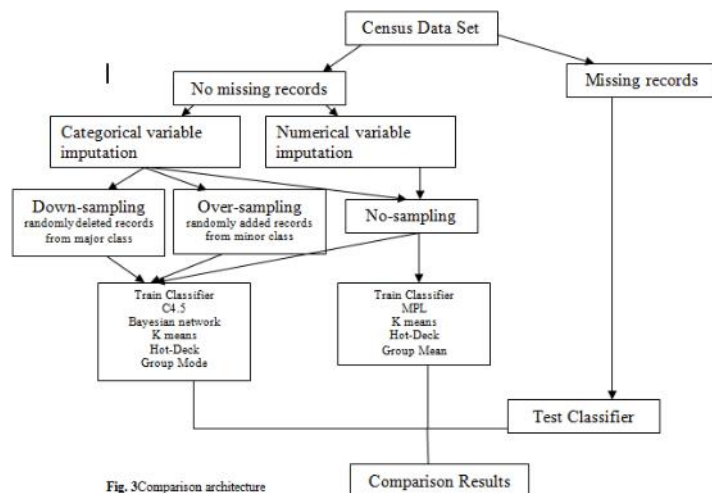 Census Data Set
No missing records
Missing records
Categorical variable
imputation
Numerical variable
imputation
Down-sampling
randomly deleted records
from major class
Over-sampling
randomly added records
from minor class
No-sampling
Train Classifier
C4.5
Bayesian network
K means
Hot-Deck
Group Mode
Train Classifier
MPL
K means
Hot-Deck
Group Mean
Test Classifier
Comparison Results
Fig. 3Comparison architecture